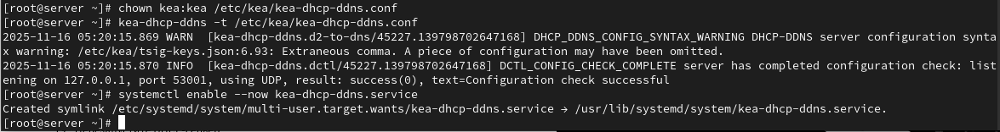 [root@server ~]# chown kea:kea /etc/kea/kea-dhcp-ddns.conf
[root@server ~]# kea-dhcp-ddns -t /etc/kea/kea-dhcp-ddns.conf
2025-11-16 05:20:15.869 WARN  [kea-dhcp-ddns.d2-to-dns/45227.139798702647168] DHCP_DDNS_CONFIG_SYNTAX_WARNING DHCP-DDNS server configuration synta
x warning: /etc/kea/tsig-keys.json:6.93: Extraneous comma. A piece of configuration may have been omitted.
2025-11-16 05:20:15.870 INFO  [kea-dhcp-ddns.dctl/45227.139798702647168] DCTL_CONFIG_CHECK_COMPLETE server has completed configuration check: list
ening on 127.0.0.1, port 53001, using UDP, result: success(0), text=Configuration check successful
[root@server ~]# systemctl enable --now kea-dhcp-ddns.service
Created symlink /etc/systemd/system/multi-user.target.wants/kea-dhcp-ddns.service → /usr/lib/systemd/system/kea-dhcp-ddns.service.
[root@server ~]#